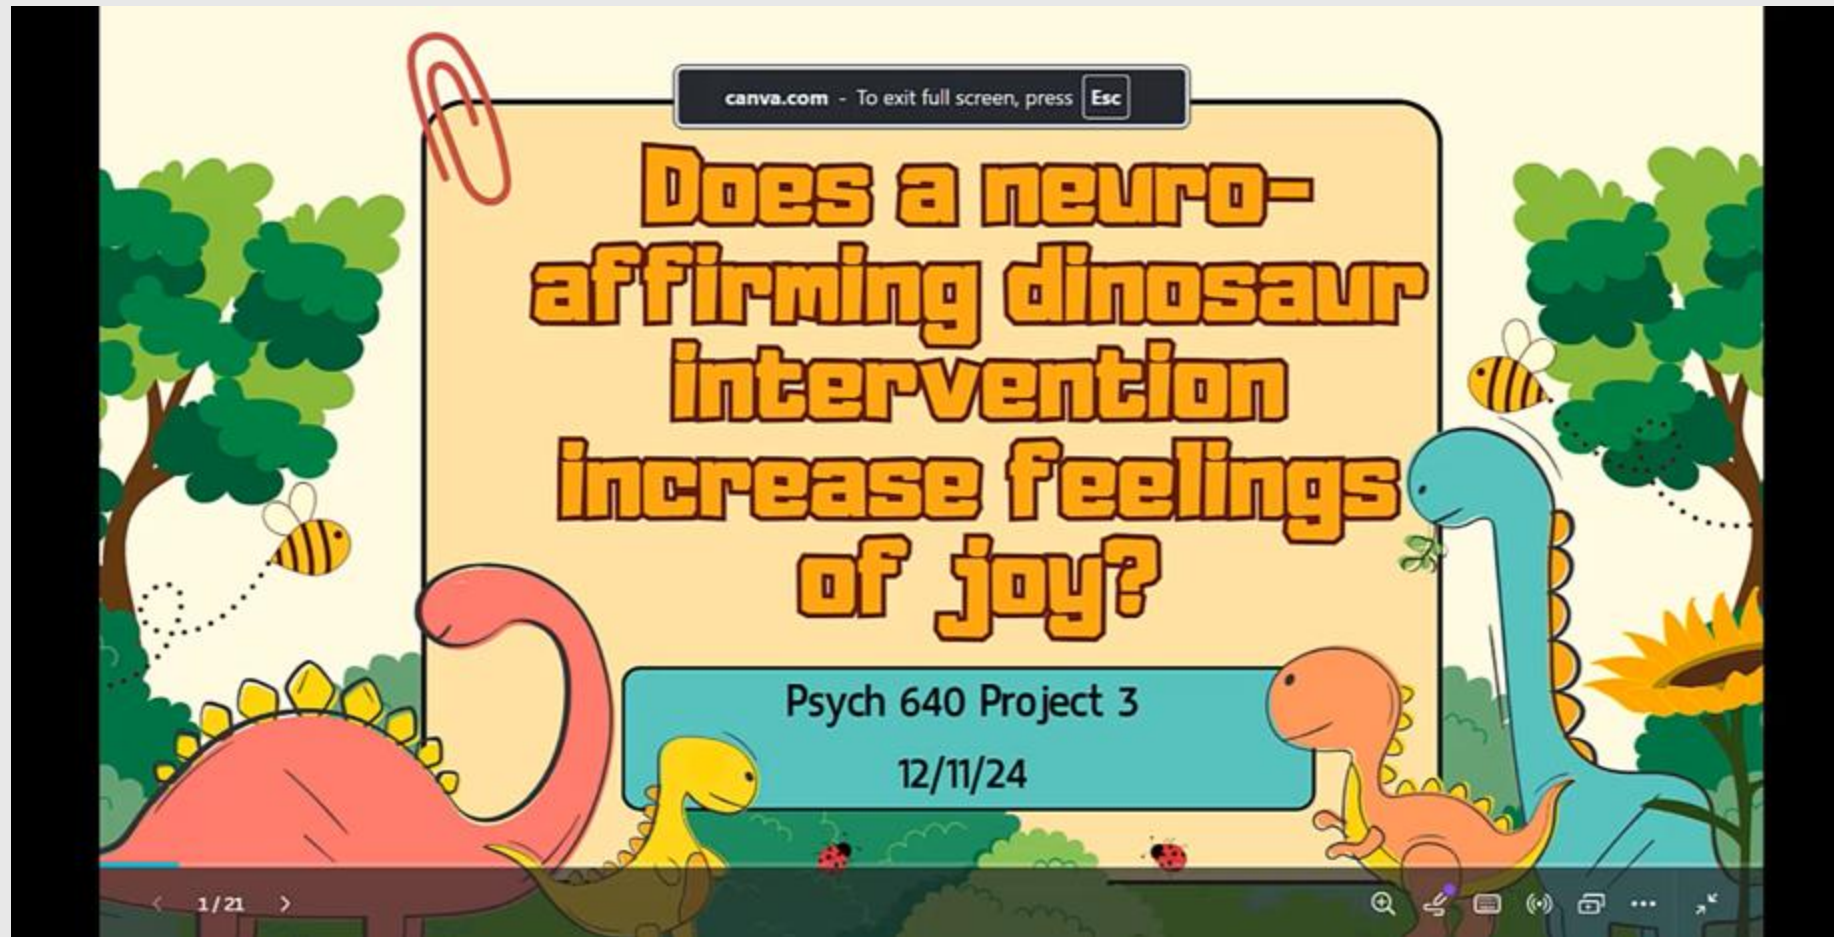 canva.com - To exit full screen, press Esc
Does a neuro-
affirming dinosaur
intervention
increase feelings
of joy?
Psych 640 Project 3
12/11/24
1/21